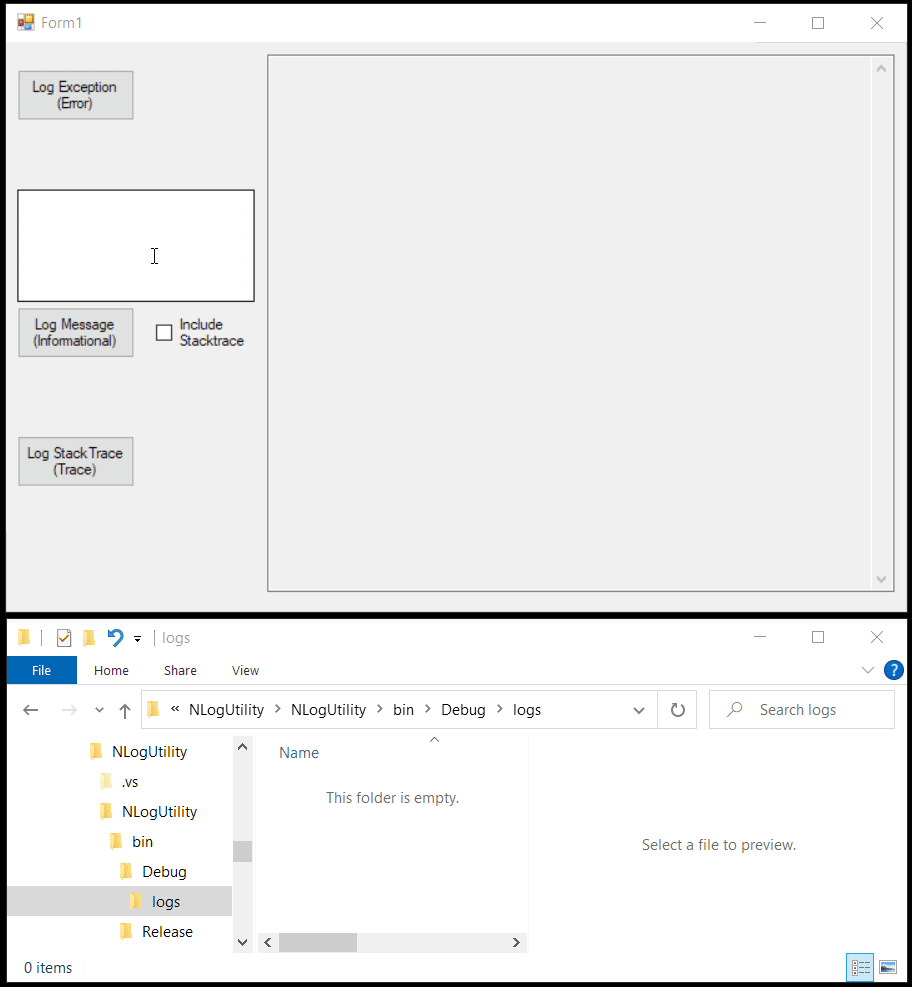 Form1
Log Exception
(Error)
Log Message
(Informational)
Include
Stacktrace
Log StackTrace
(Trace)
logs
File
Home
Share
View
?
« NLogUtility > NLogUtility > bin > Debug > logs
Search logs
NLogUtility
.vs
NLogUtility
bin
Debug
logs
Release
Name
This folder is empty.
Select a file to preview.
0 items